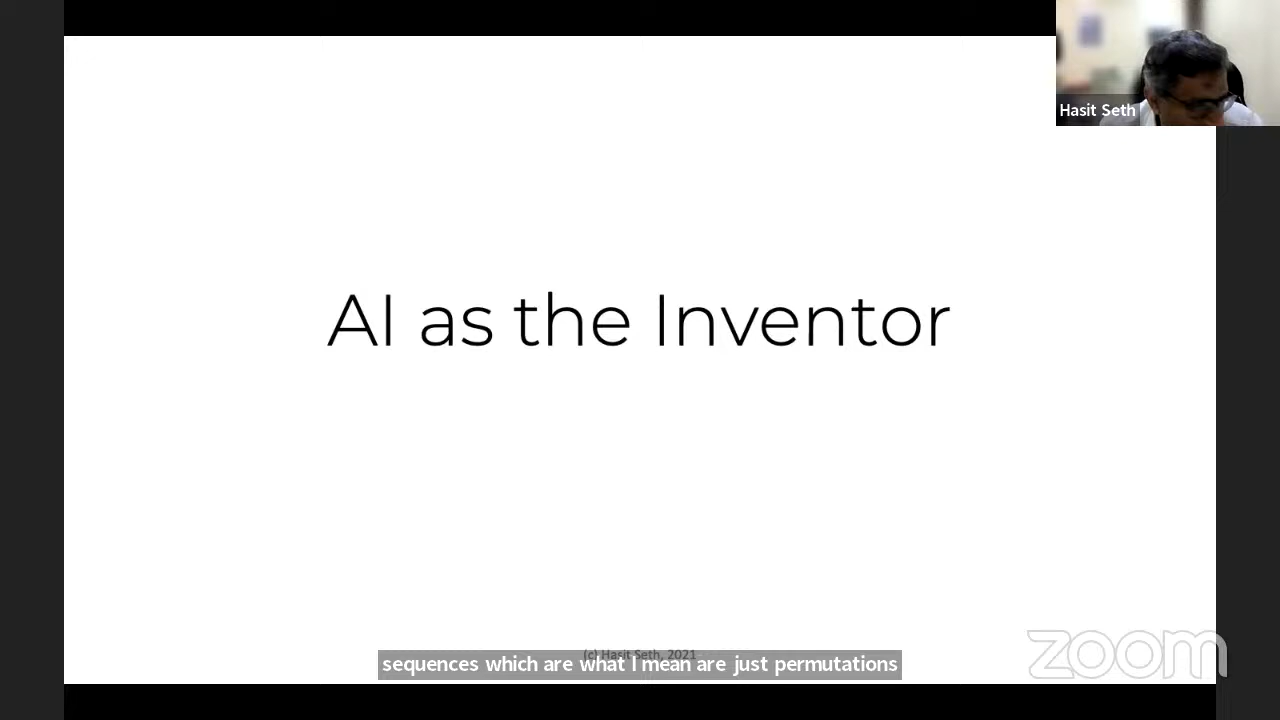 Hasit Seth
AI as the Inventor
(c) Hasit Seth, 2021
sequences which are what I mean are just permutations
zoom